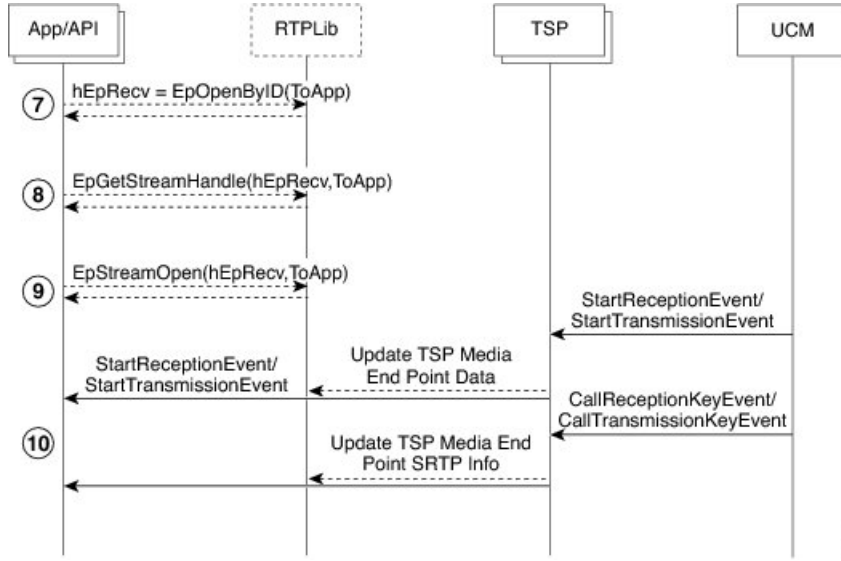 App/API
RTPLib
TSP
UCM
7
hEpRecv = EpOpenByID(ToApp)
8
EpGetStreamHandle(hEpRecv,ToApp)
9
EpStreamOpen(hEpRecv,ToApp)
StartReceptionEvent/
StartTransmissionEvent
Update TSP Media
End Point Data
StartReceptionEvent/
StartTransmissionEvent
CallReceptionKeyEvent/
CallTransmissionKeyEvent
10
Update TSP Media End
Point SRTP Info